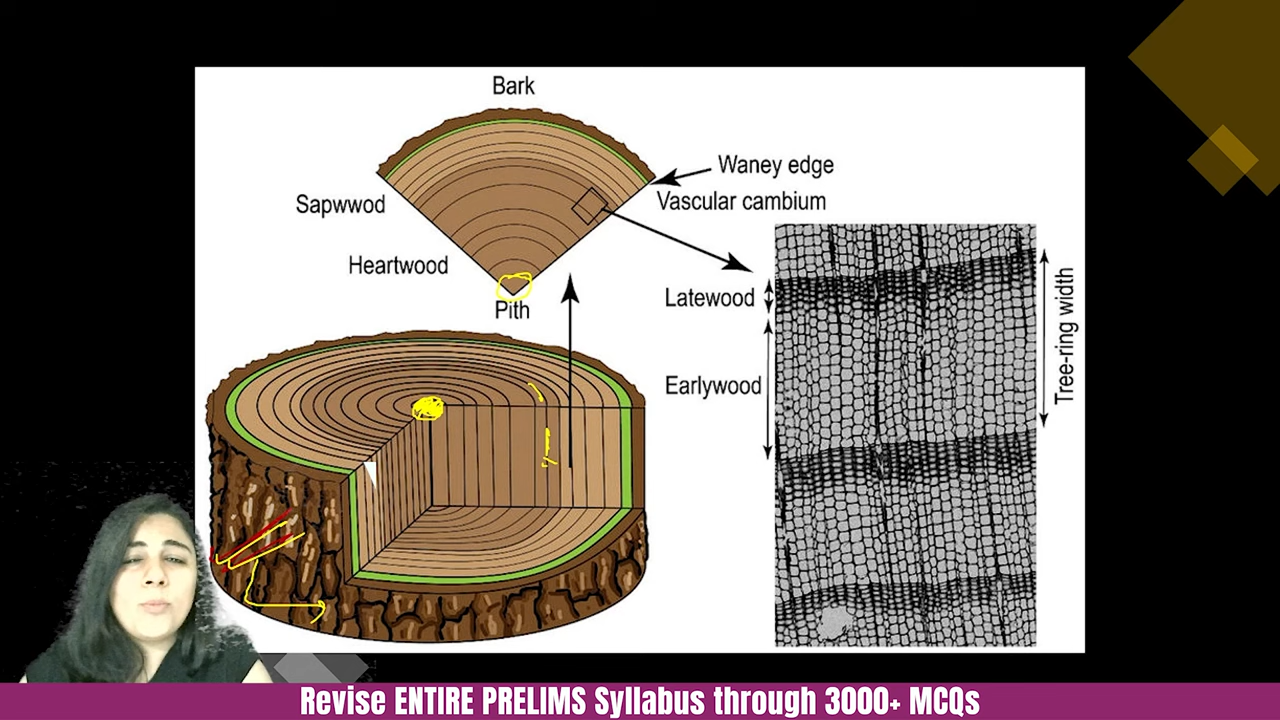 Bark
Waney edge
Vascular cambium
Sapwwod
Heartwood
Pith
Latewood
Earlywood
Tree-ring width
Revise ENTIRE PRELIMS Syllabus through 3000+ MCQs